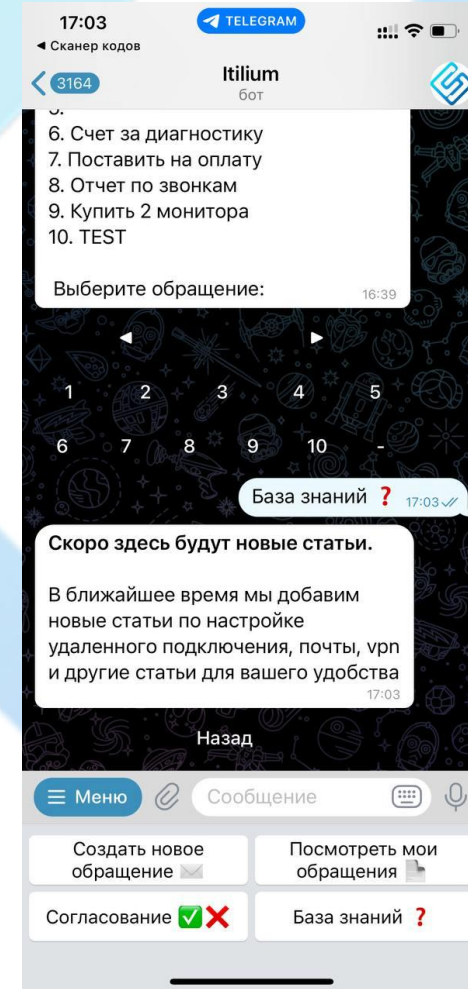 17:03
TELEGRAM
◄ Сканер кодов
3164
Itilium
бот
6. Счет за диагностику
7. Поставить на оплату
8. Отчет по звонкам
9. Купить 2 монитора
10. TEST
Выберите обращение:
16:39
1 2 3 4 5
6 7 8 9 10 -
База знаний ❓ 17:03
Скоро здесь будут новые статьи.
В ближайшее время мы добавим
новые статьи по настройке
удаленного подключения, почты, vpn
и другие статьи для вашего удобства
17:03
Назад
Меню
Сообщение
Создать новое
обращение ✉️
Посмотреть мои
обращения
Согласование ✅❌
База знаний ❓